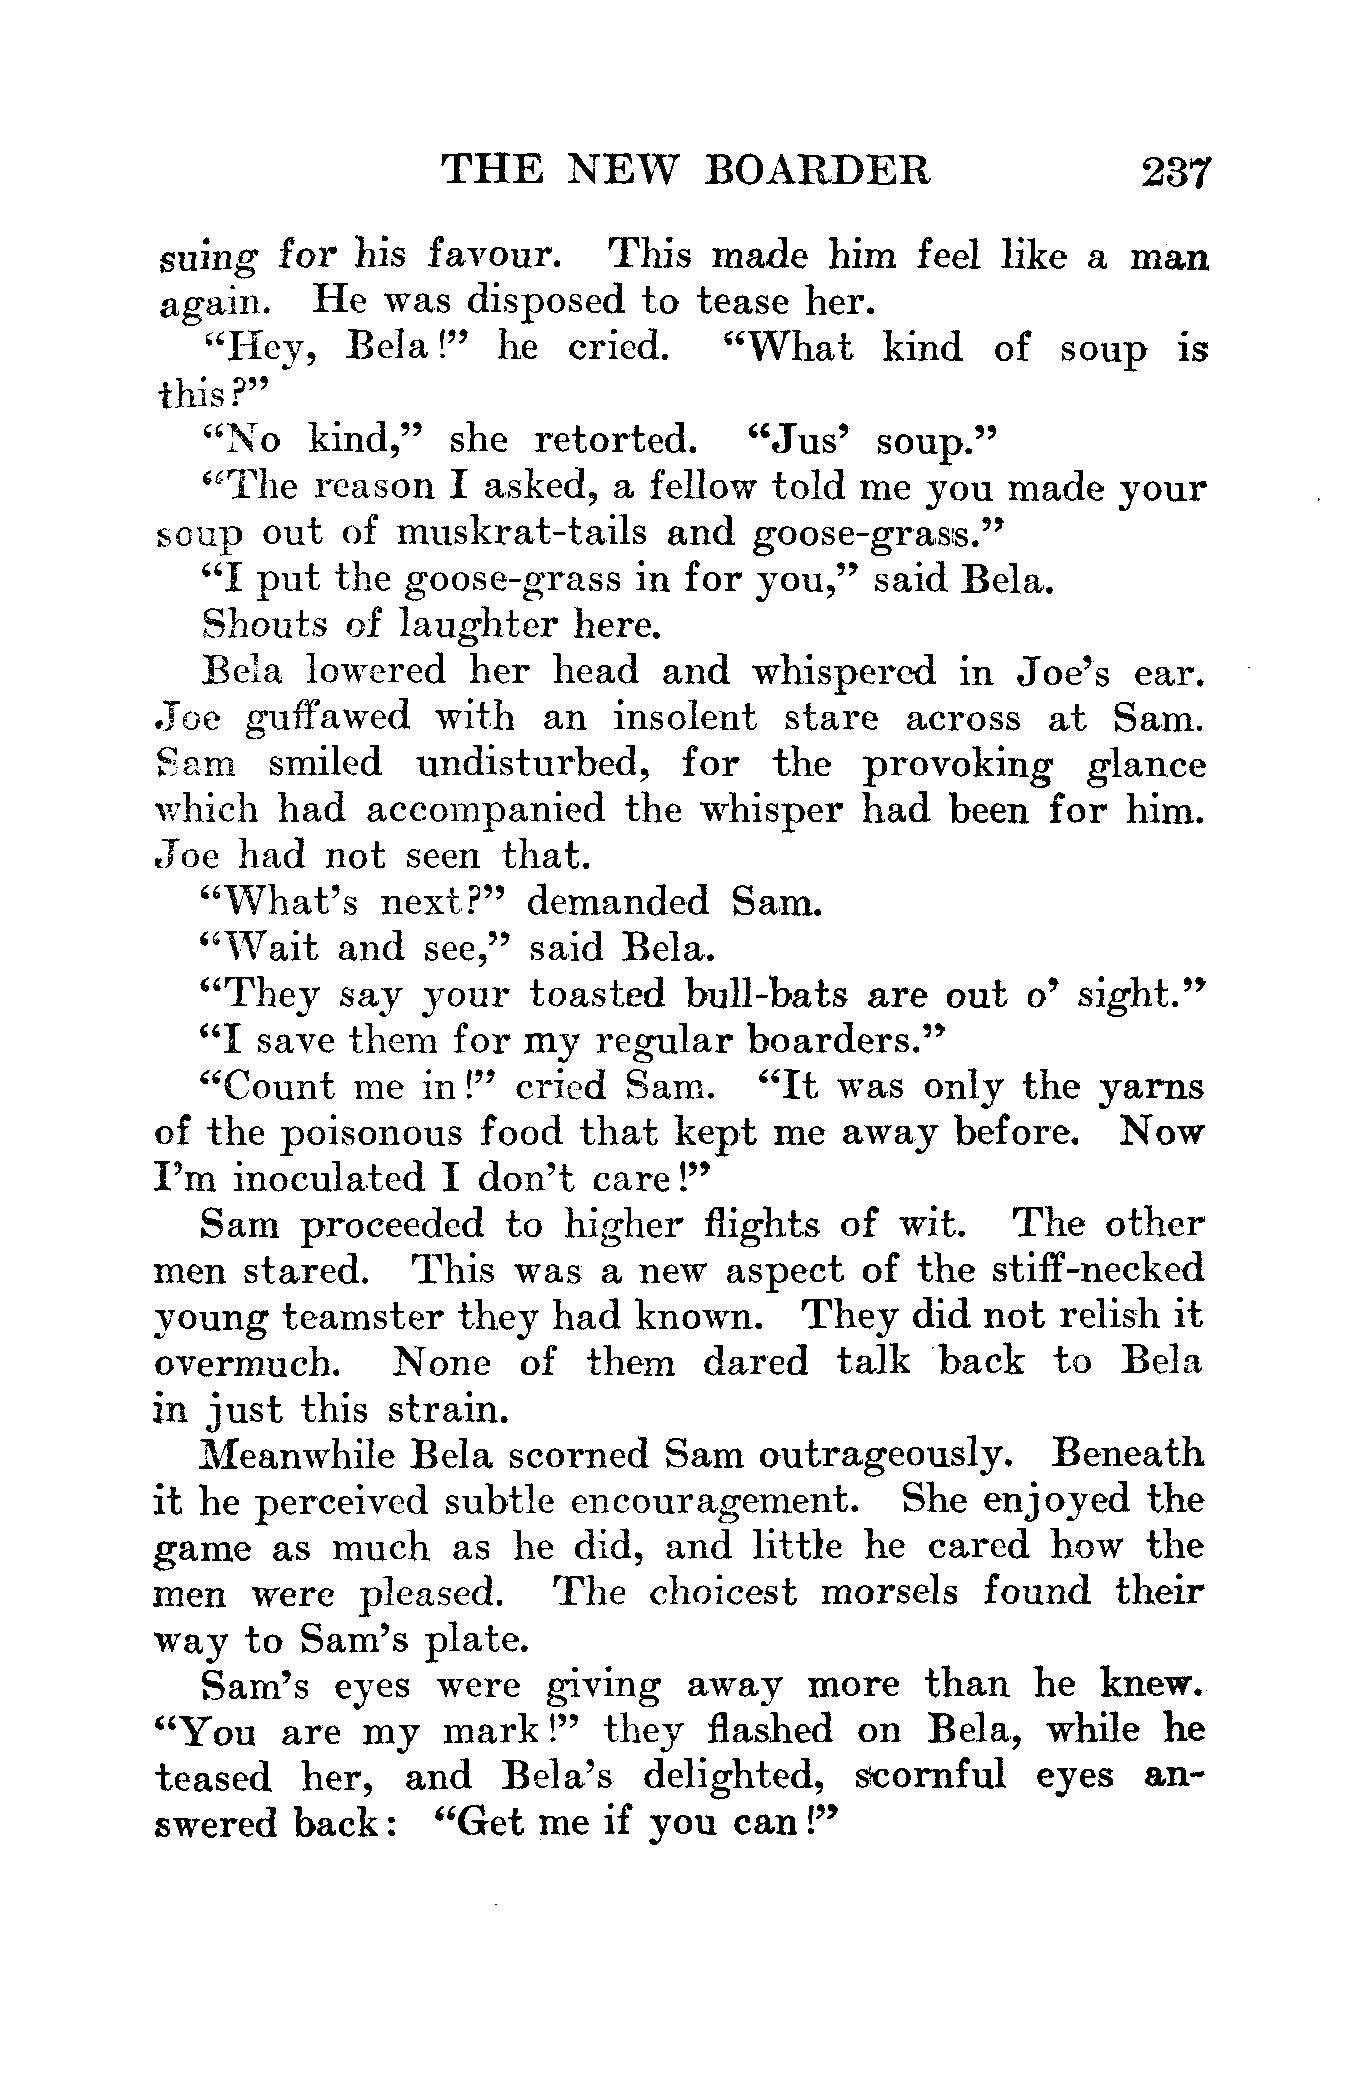 THE NEW BOARDER 237
suing for his favour. This made him feel like a man
again. He was disposed to tease her.
“Hey, Bela!” he cried. “What kind of soup is
this?”
“No kind,” she retorted. “Jus’ soup.”
“The reason I asked, a fellow told me you made your
soup out of muskrat-tails and goose-grass.”
“I put the goose-grass in for you,” said Bela.
Shouts of laughter here.
Bela lowered her head and whispered in Joe’s ear.
Joe guffawed with an insolent stare across at Sam.
Sam smiled undisturbed, for the provoking glance
which had accompanied the whisper had been for him.
Joe had not seen that.
“What’s next?” demanded Sam.
“Wait and see,” said Bela.
“They say your toasted bull-bats are out o’ sight.”
“I save them for my regular boarders.”
“Count me in!” cried Sam. “It was only the yarns
of the poisonous food that kept me away before. Now
I’m inoculated I don’t care!”
Sam proceeded to higher flights of wit. The other
men stared. This was a new aspect of the stiff-necked
young teamster they had known. They did not relish it
overmuch. None of them dared talk back to Bela
in just this strain.
Meanwhile Bela scorned Sam outrageously. Beneath
it he perceived subtle encouragement. She enjoyed the
game as much as he did, and little he cared how the
men were pleased. The choicest morsels found their
way to Sam’s plate.
Sam’s eyes were giving away more than he knew.
“You are my mark!” they flashed on Bela, while he
teased her, and Bela’s delighted, scornful eyes an-
swered back: “Get me if you can!”